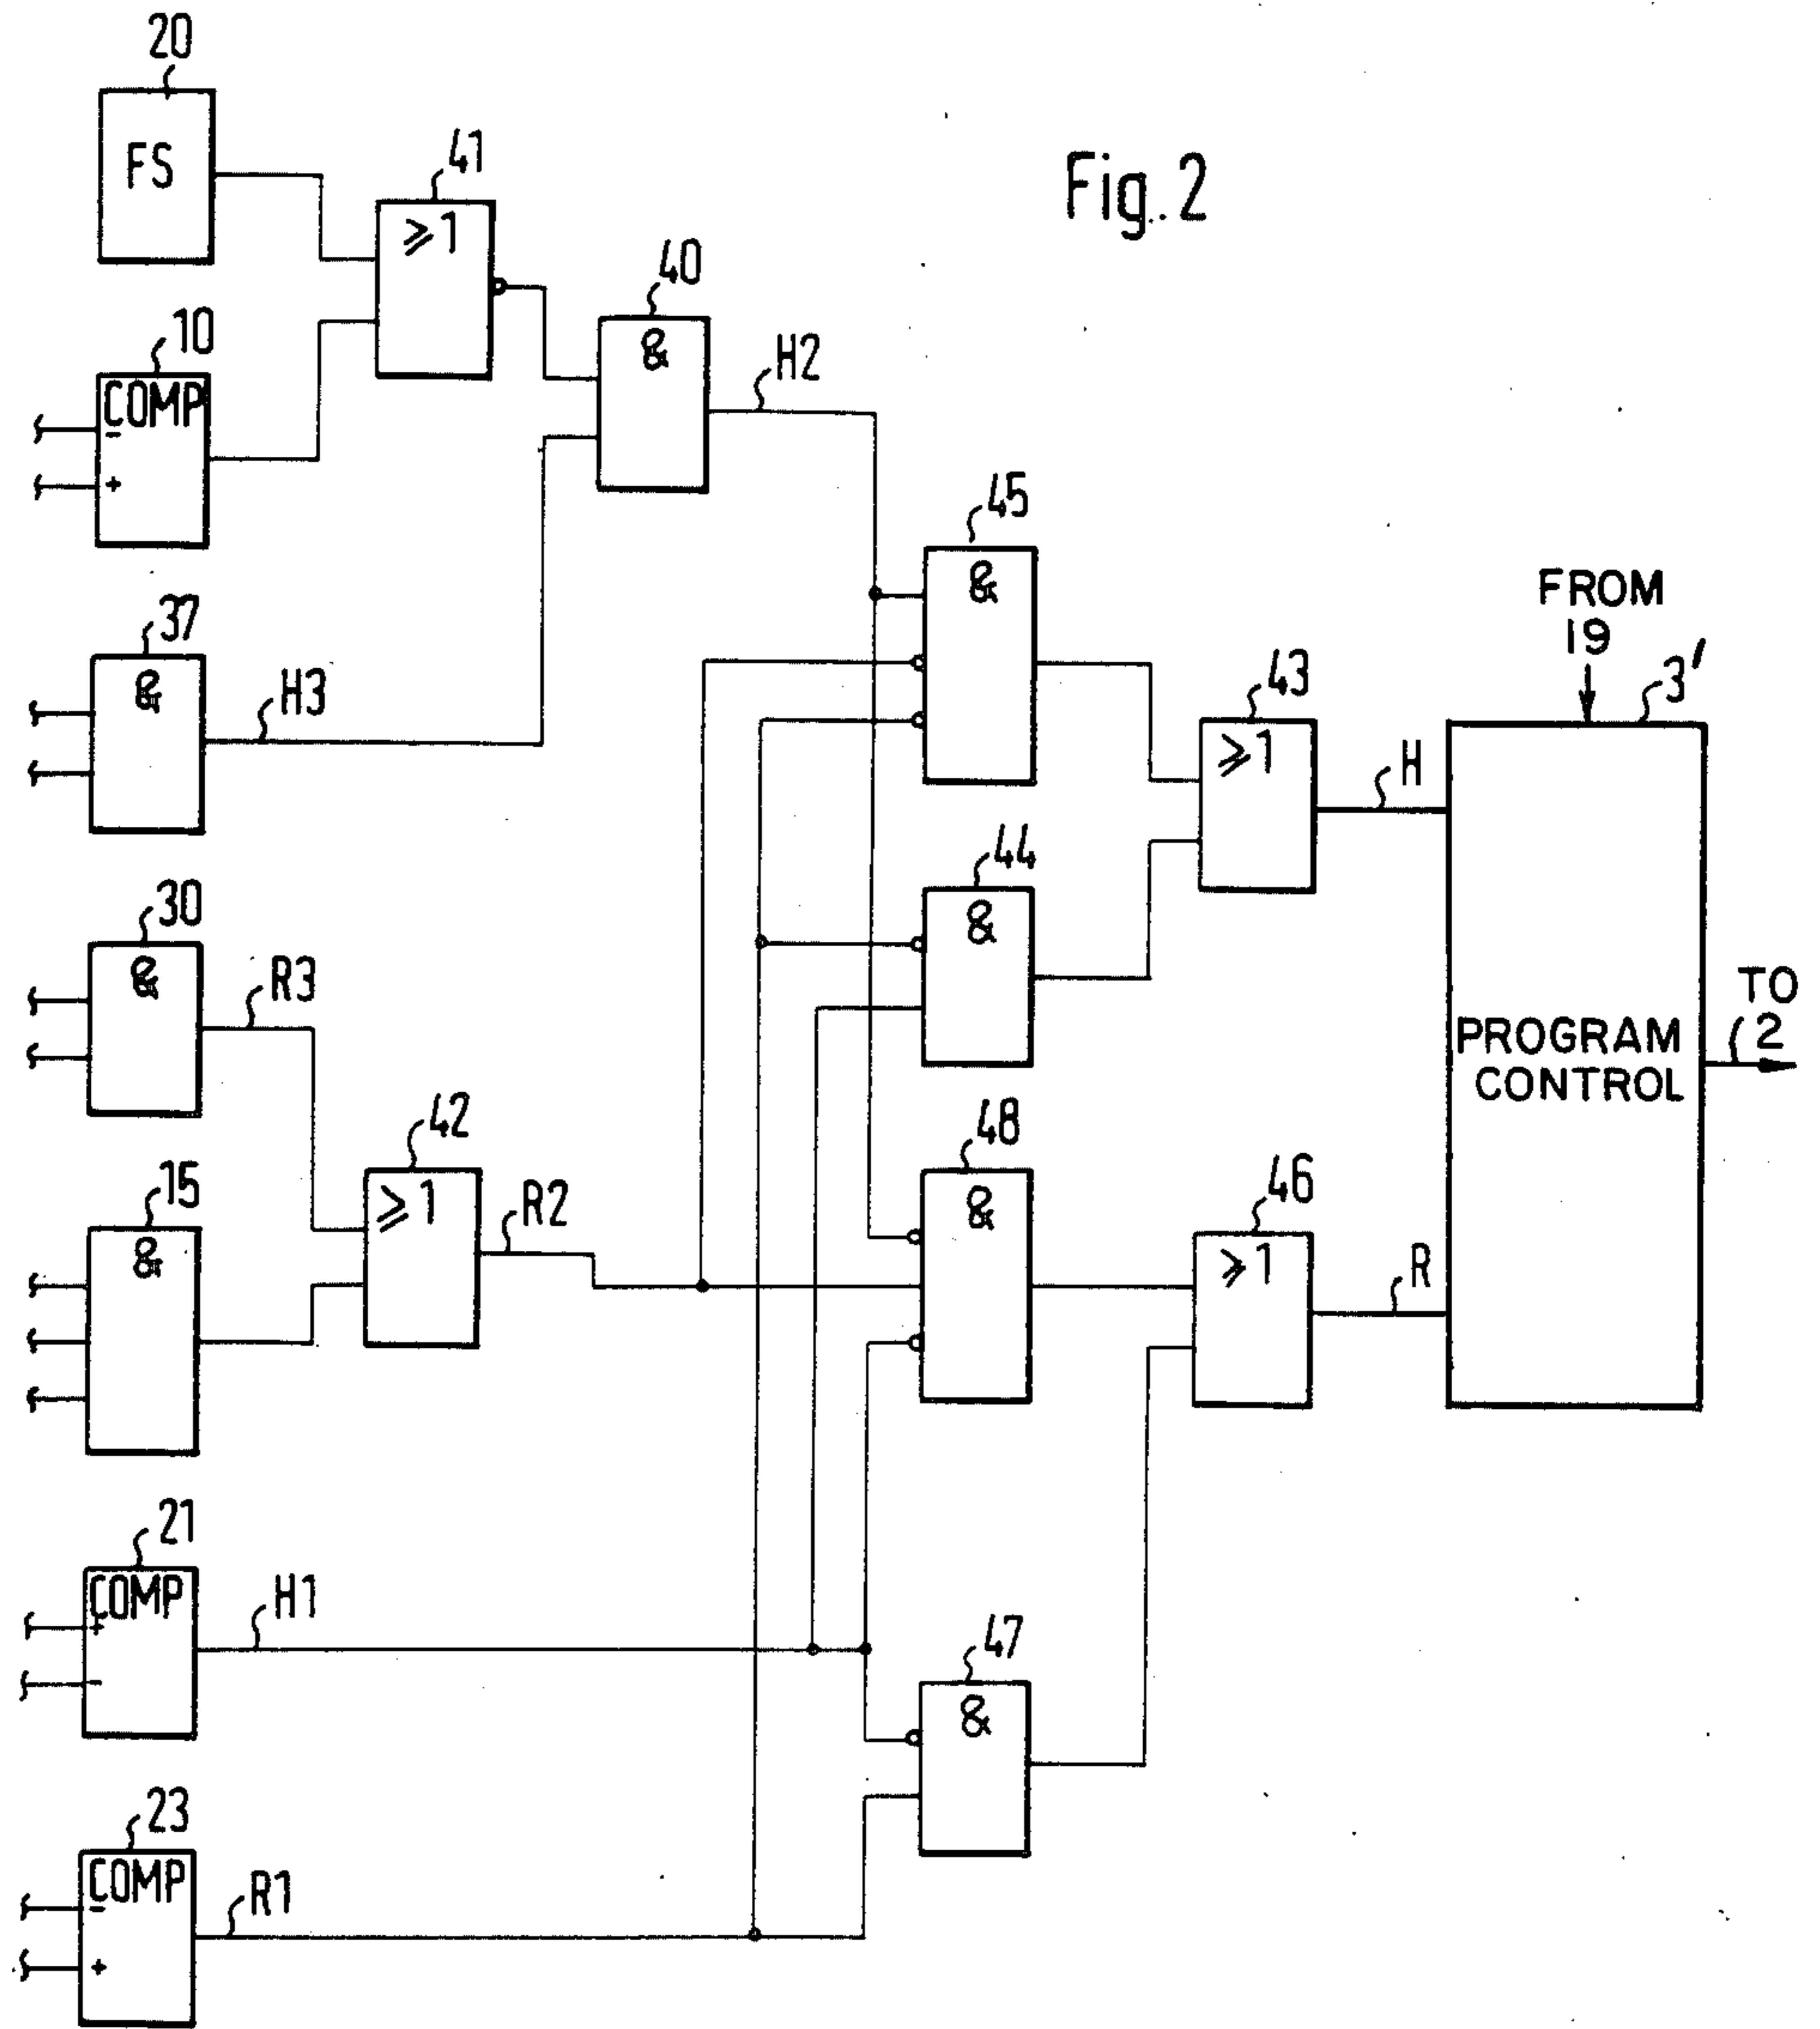 20
FS
41
≥1
Fig. 2
40
&
10
COMP
-
+
H2
45
&
37
&
H3
FROM
19
3'
43
≥1
H
44
&
30
&
R3
TO
2
PROGRAM
CONTROL
42
≥1
R2
48
&
15
&
46
≥1
R
21
COMP
+
-
H1
47
&
23
COMP
-
+
R1